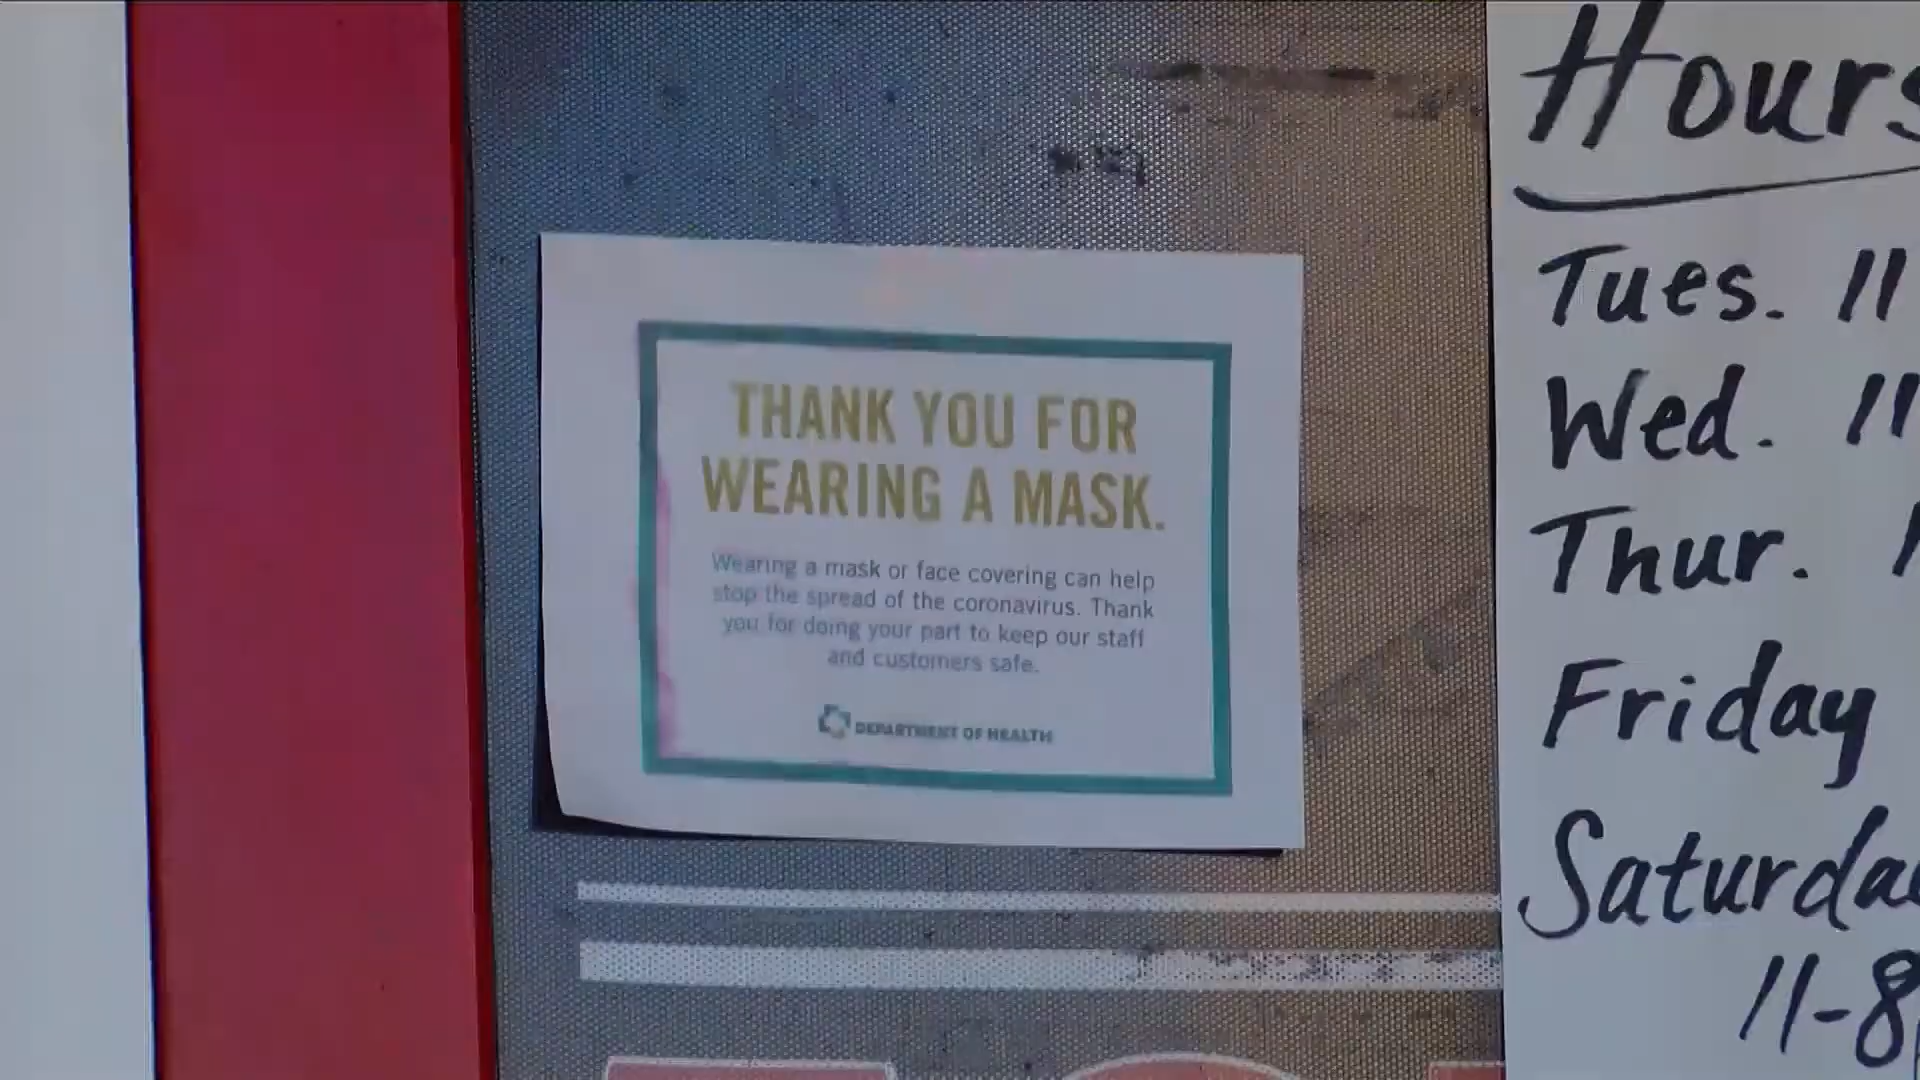 THANK YOU FOR
WEARING A MASK.
Wearing a mask or face covering can help
stop the spread of the coronavirus. Thank
you for doing your part to keep our staff
and customers safe.
DEPARTMENT OF HEALTH
Hours
Tues. 11
Wed. 11
Thur.
Friday
Saturda
11-8